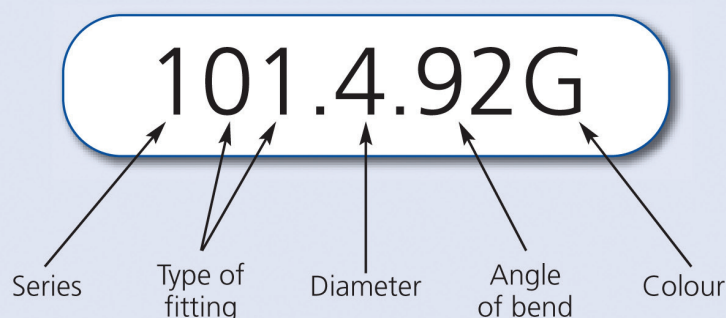 101.4.92G
Series
Type of
fitting
Diameter
Angle
of bend
Colour